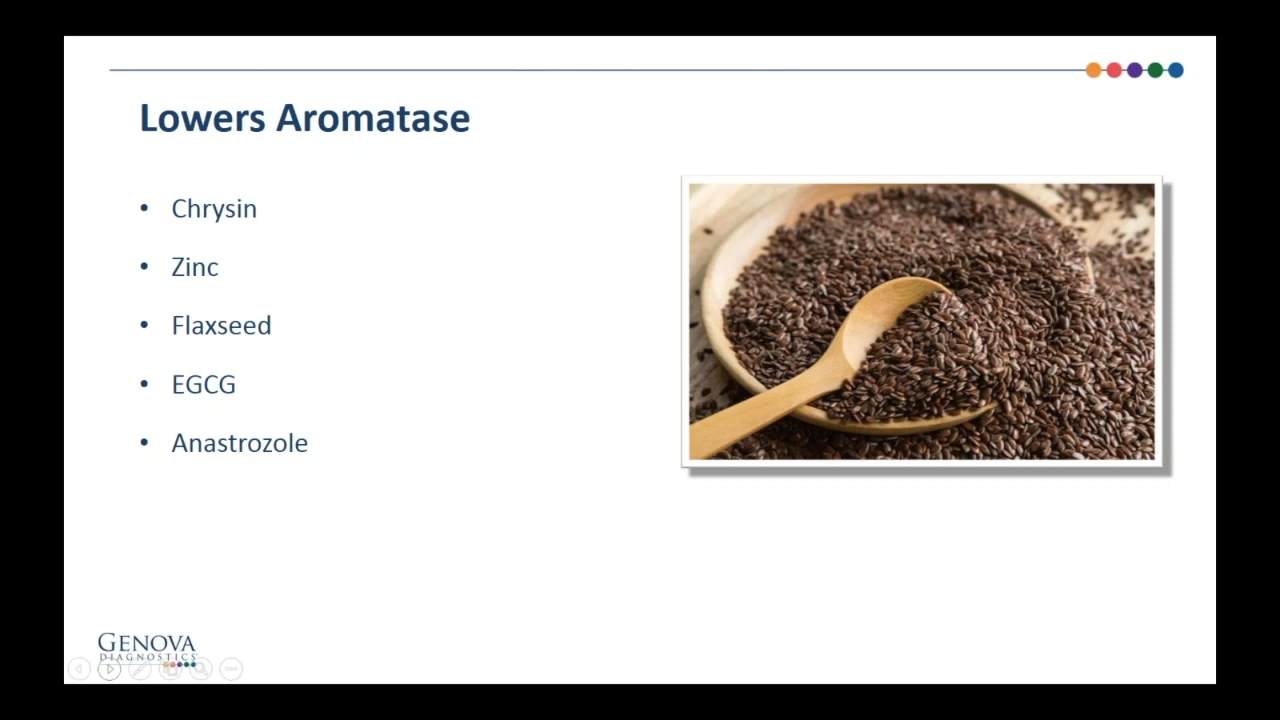 Lowers Aromatase
• Chrysin
• Zinc
• Flaxseed
• EGCG
• Anastrozole
GENOVA
DIAGNOSTICS